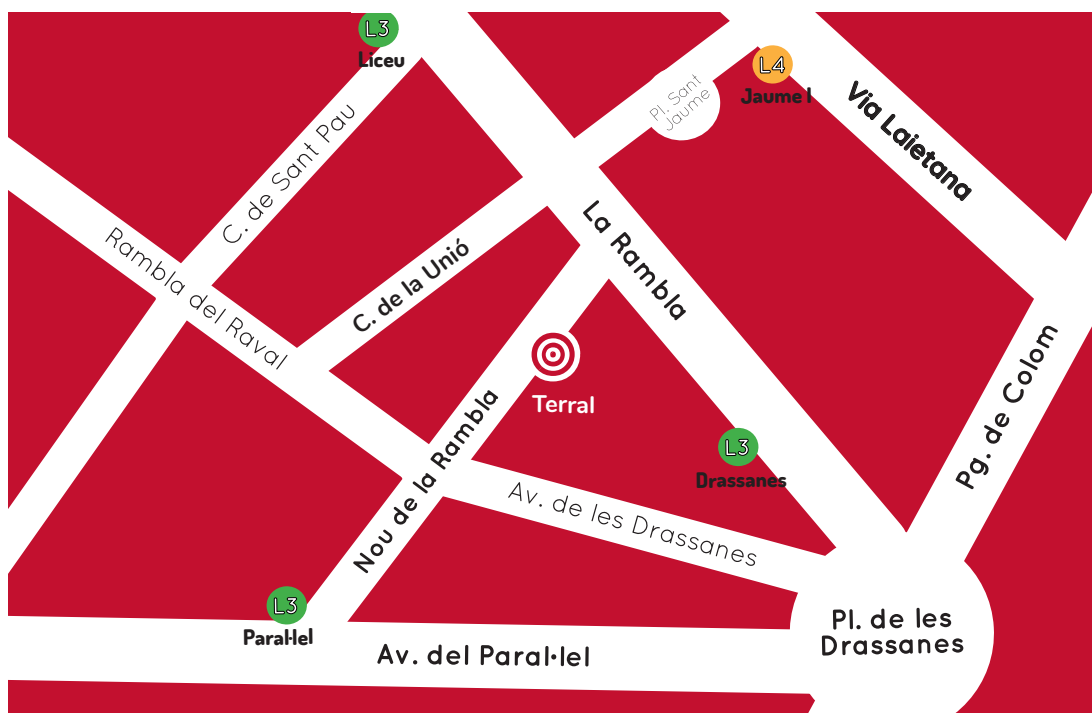 L3
Liceu
L4
Jaume I
Pl. Sant
Jaume
Via Laietana
C. de Sant Pau
Rambla del Raval
C. de la Unió
La Rambla
Terral
Nou de la Rambla
Pg. de Colom
L3
Drassanes
Av. de les Drassanes
L3
Paral·lel
Av. del Paral·lel
Pl. de les
Drassanes